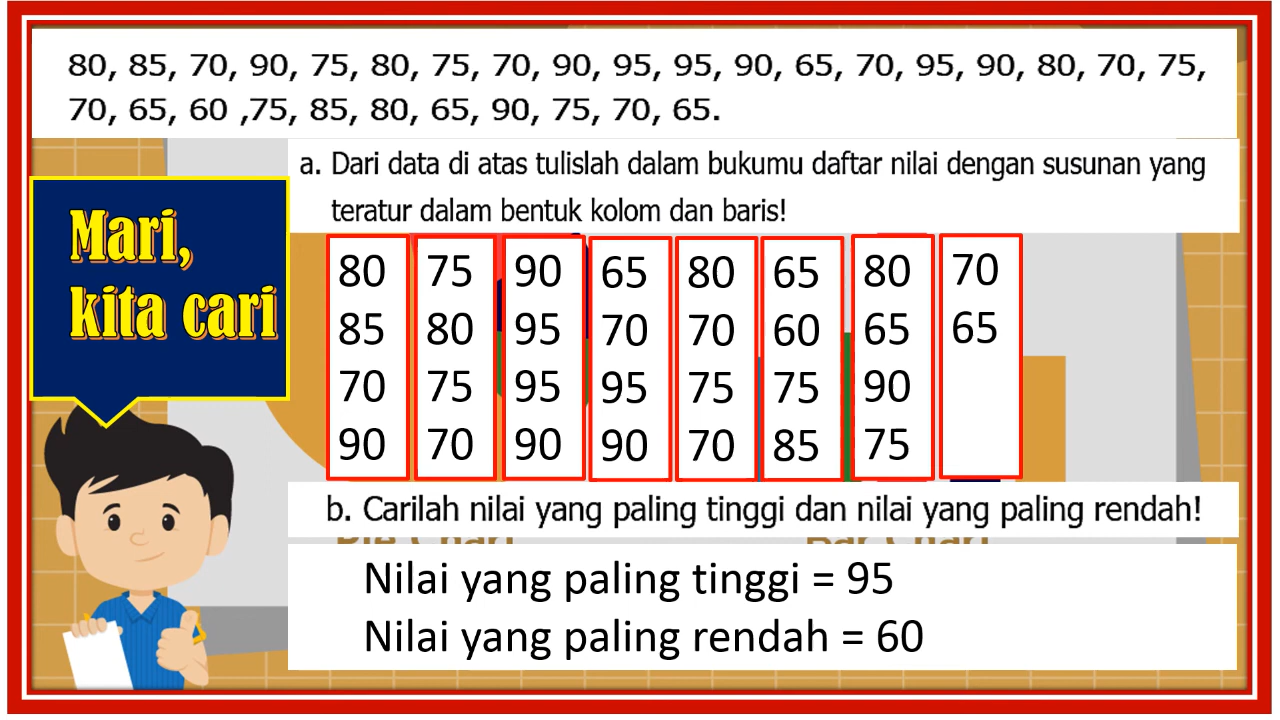 80, 85, 70, 90, 75, 80, 75, 70, 90, 95, 95, 90, 65, 70, 95, 90, 80, 70, 75,
70, 65, 60 ,75, 85, 80, 65, 90, 75, 70, 65.
a. Dari data di atas tulislah dalam bukumu daftar nilai dengan susunan yang
teratur dalam bentuk kolom dan baris!
Mari,
kita cari
80 75 90 65 80 65 80 70
85 80 95 70 70 60 65 65
70 75 95 95 75 75 90
90 70 90 90 70 85 75
b. Carilah nilai yang paling tinggi dan nilai yang paling rendah!
Pie Chart Bar Chart
Nilai yang paling tinggi = 95
Nilai yang paling rendah = 60